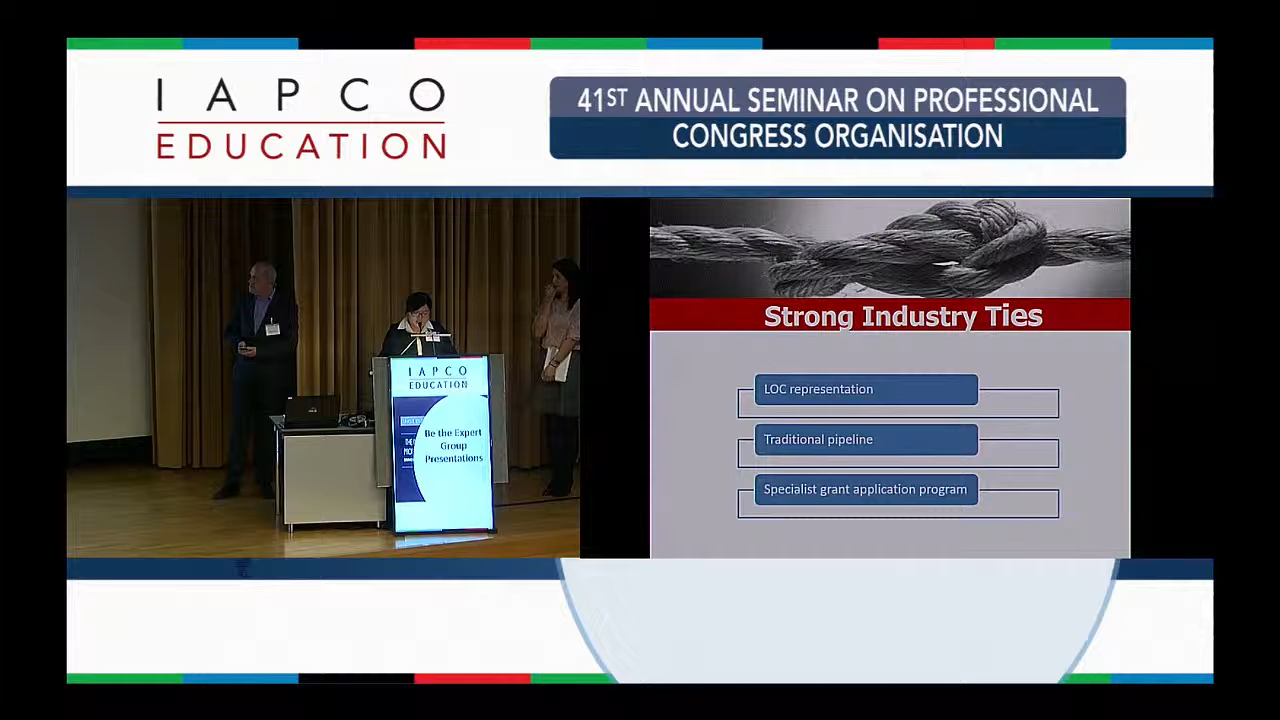 IAPCO
EDUCATION
41ST ANNUAL SEMINAR ON PROFESSIONAL
CONGRESS ORGANISATION
IAPCO
EDUCATION
Be the Expert
Group
Presentations
Strong Industry Ties
LOC representation
Traditional pipeline
Specialist grant application program